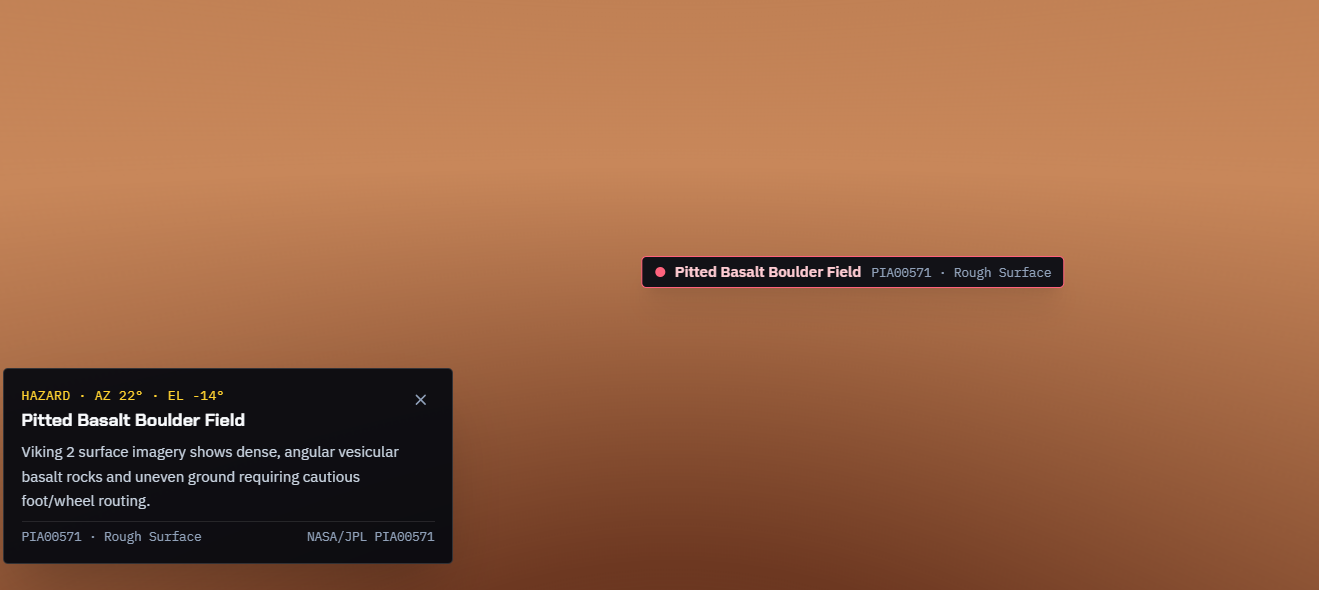 Pitted Basalt Boulder Field PIA00571 · Rough Surface
HAZARD · AZ 22° · EL -14°
Pitted Basalt Boulder Field
Viking 2 surface imagery shows dense, angular vesicular
basalt rocks and uneven ground requiring cautious
foot/wheel routing.
PIA00571 · Rough Surface NASA/JPL PIA00571